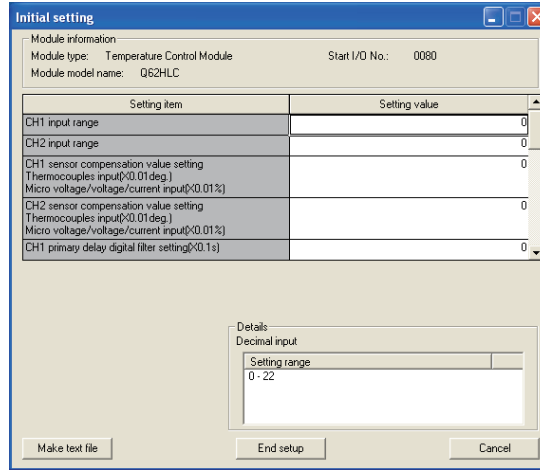 Initial setting
Module information
Module type: Temperature Control Module Start I/O No.: 0080
Module model name: Q62HLC
Setting item Setting value
CH1 input range 0
CH2 input range 0
CH1 sensor compensation value setting 0
Thermocouples input(X0.01deg.)
Micro voltage/voltage/current input(X0.01%)
CH2 sensor compensation value setting 0
Thermocouples input(X0.01deg.)
Micro voltage/voltage/current input(X0.01%)
CH1 primary delay digital filter setting(X0.1s) 0
Details
Decimal input
Setting range
0 - 22
Make text file End setup Cancel